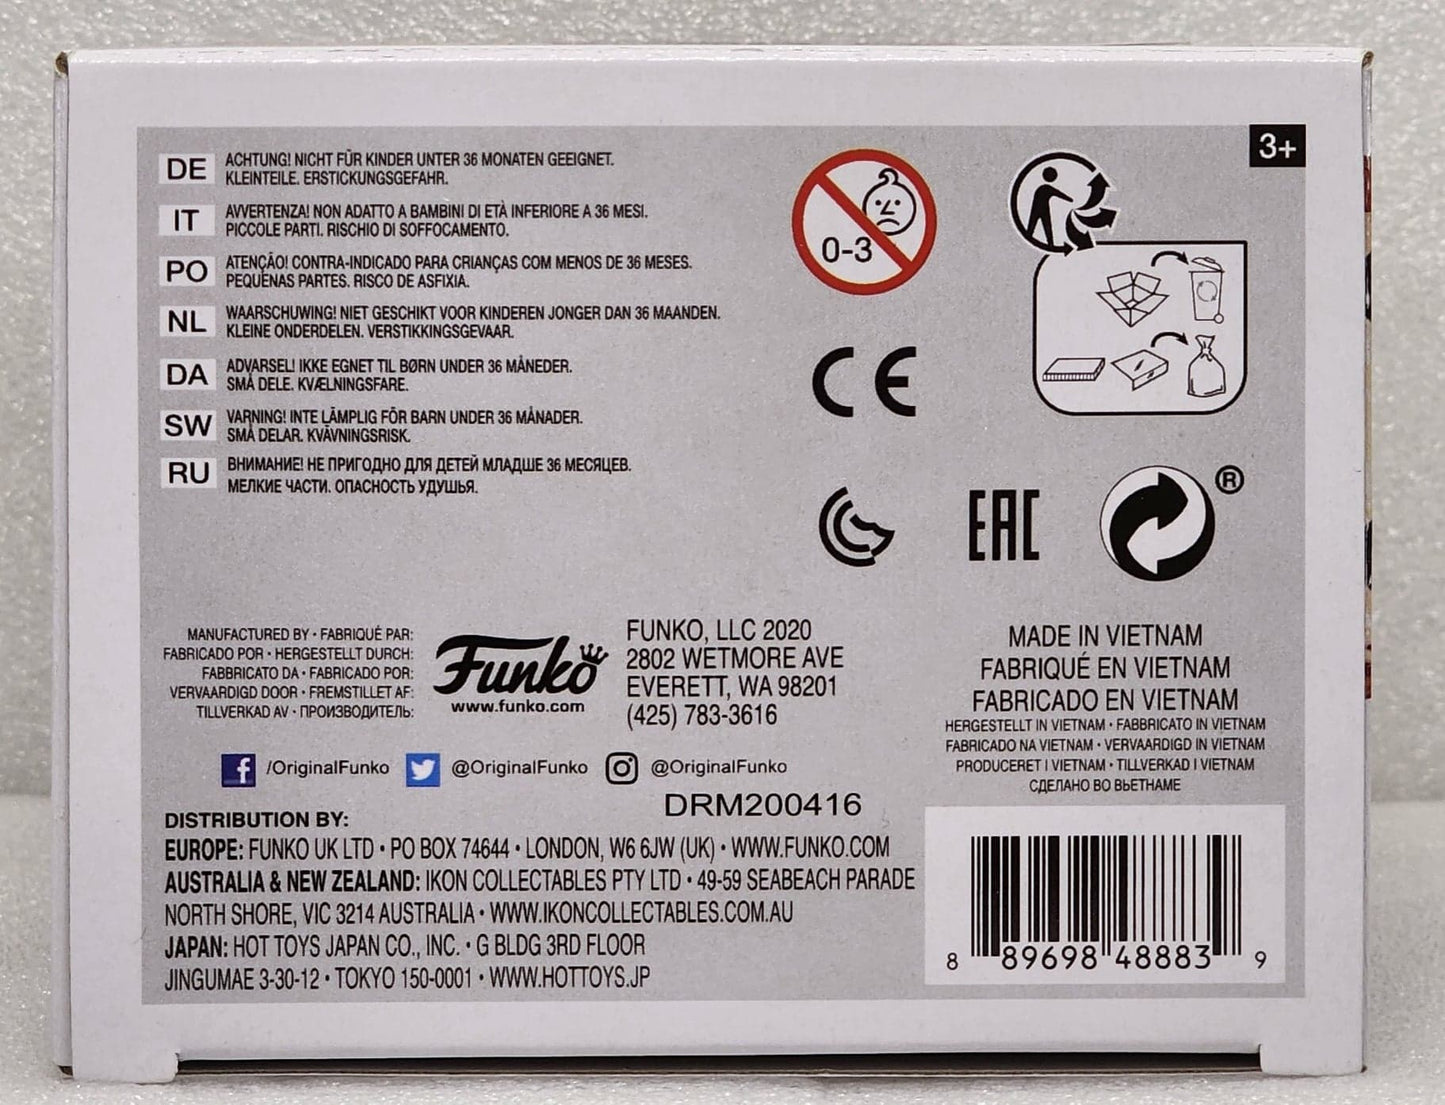 3+
DE ACHTUNG! NICHT FÜR KINDER UNTER 36 MONATEN GEEIGNET.
KLEINTEILE. ERSTICKUNGSGEFAHR.
IT AVVERTENZA! NON ADATTO A BAMBINI DI ETÀ INFERIORE A 36 MESI.
PICCOLE PARTI. RISCHIO DI SOFFOCAMENTO.
PO ATENÇÃO! CONTRA-INDICADO PARA CRIANÇAS COM MENOS DE 36 MESES.
PEQUENAS PARTES. RISCO DE ASFIXIA.
NL WAARSCHUWING! NIET GESCHIKT VOOR KINDEREN JONGER DAN 36 MAANDEN.
KLEINE ONDERDELEN. VERSTIKKINGSGEVAAR.
DA ADVARSEL! IKKE EGNET TIL BØRN UNDER 36 MÅNEDER.
SMÅ DELE. KVÆLNINGSFARE.
SW VARNING! INTE LÄMPLIG FÖR BARN UNDER 36 MÅNADER.
SMÅ DELAR. KVÄVNINGSRISK.
RU ВНИМАНИЕ! НЕ ПРИГОДНО ДЛЯ ДЕТЕЙ МЛАДШЕ 36 МЕСЯЦЕВ.
МЕЛКИЕ ЧАСТИ. ОПАСНОСТЬ УДУШЬЯ.
0-3
CE
EAC
®
MANUFACTURED BY • FABRIQUÉ PAR:
FABRICADO POR • HERGESTELLT DURCH:
FABBRICATO DA • FABRICADO POR:
VERVAARDIGD DOOR • FREMSTILLET AF:
TILLVERKAD AV • ПРОИЗВОДИТЕЛЬ:
Funko
www.funko.com
FUNKO, LLC 2020
2802 WETMORE AVE
EVERETT, WA 98201
(425) 783-3616
MADE IN VIETNAM
FABRIQUÉ EN VIETNAM
FABRICADO EN VIETNAM
HERGESTELLT IN VIETNAM • FABBRICATO IN VIETNAM
FABRICADO NA VIETNAM • VERVAARDIGD IN VIETNAM
PRODUCERET I VIETNAM • TILLVERKAD I VIETNAM
СДЕЛАНО ВО ВЬЕТНАМЕ
/OriginalFunko @OriginalFunko @OriginalFunko
DRM200416
DISTRIBUTION BY:
EUROPE: FUNKO UK LTD • PO BOX 74644 • LONDON, W6 6JW (UK) • WWW.FUNKO.COM
AUSTRALIA & NEW ZEALAND: IKON COLLECTABLES PTY LTD • 49-59 SEABEACH PARADE
NORTH SHORE, VIC 3214 AUSTRALIA • WWW.IKONCOLLECTABLES.COM.AU
JAPAN: HOT TOYS JAPAN CO., INC. • G BLDG 3RD FLOOR
JINGUMAE 3-30-12 • TOKYO 150-0001 • WWW.HOTTOYS.JP
8 89698 48883 9